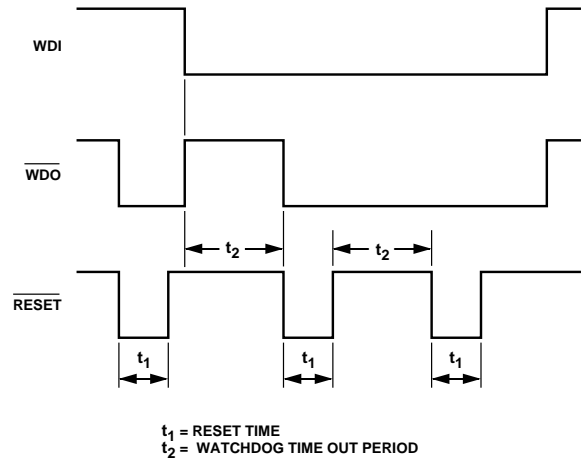 WDI
WDO
t2
t2
RESET
t1
t1
t1
t1 = RESET TIME
t2 = WATCHDOG TIME OUT PERIOD